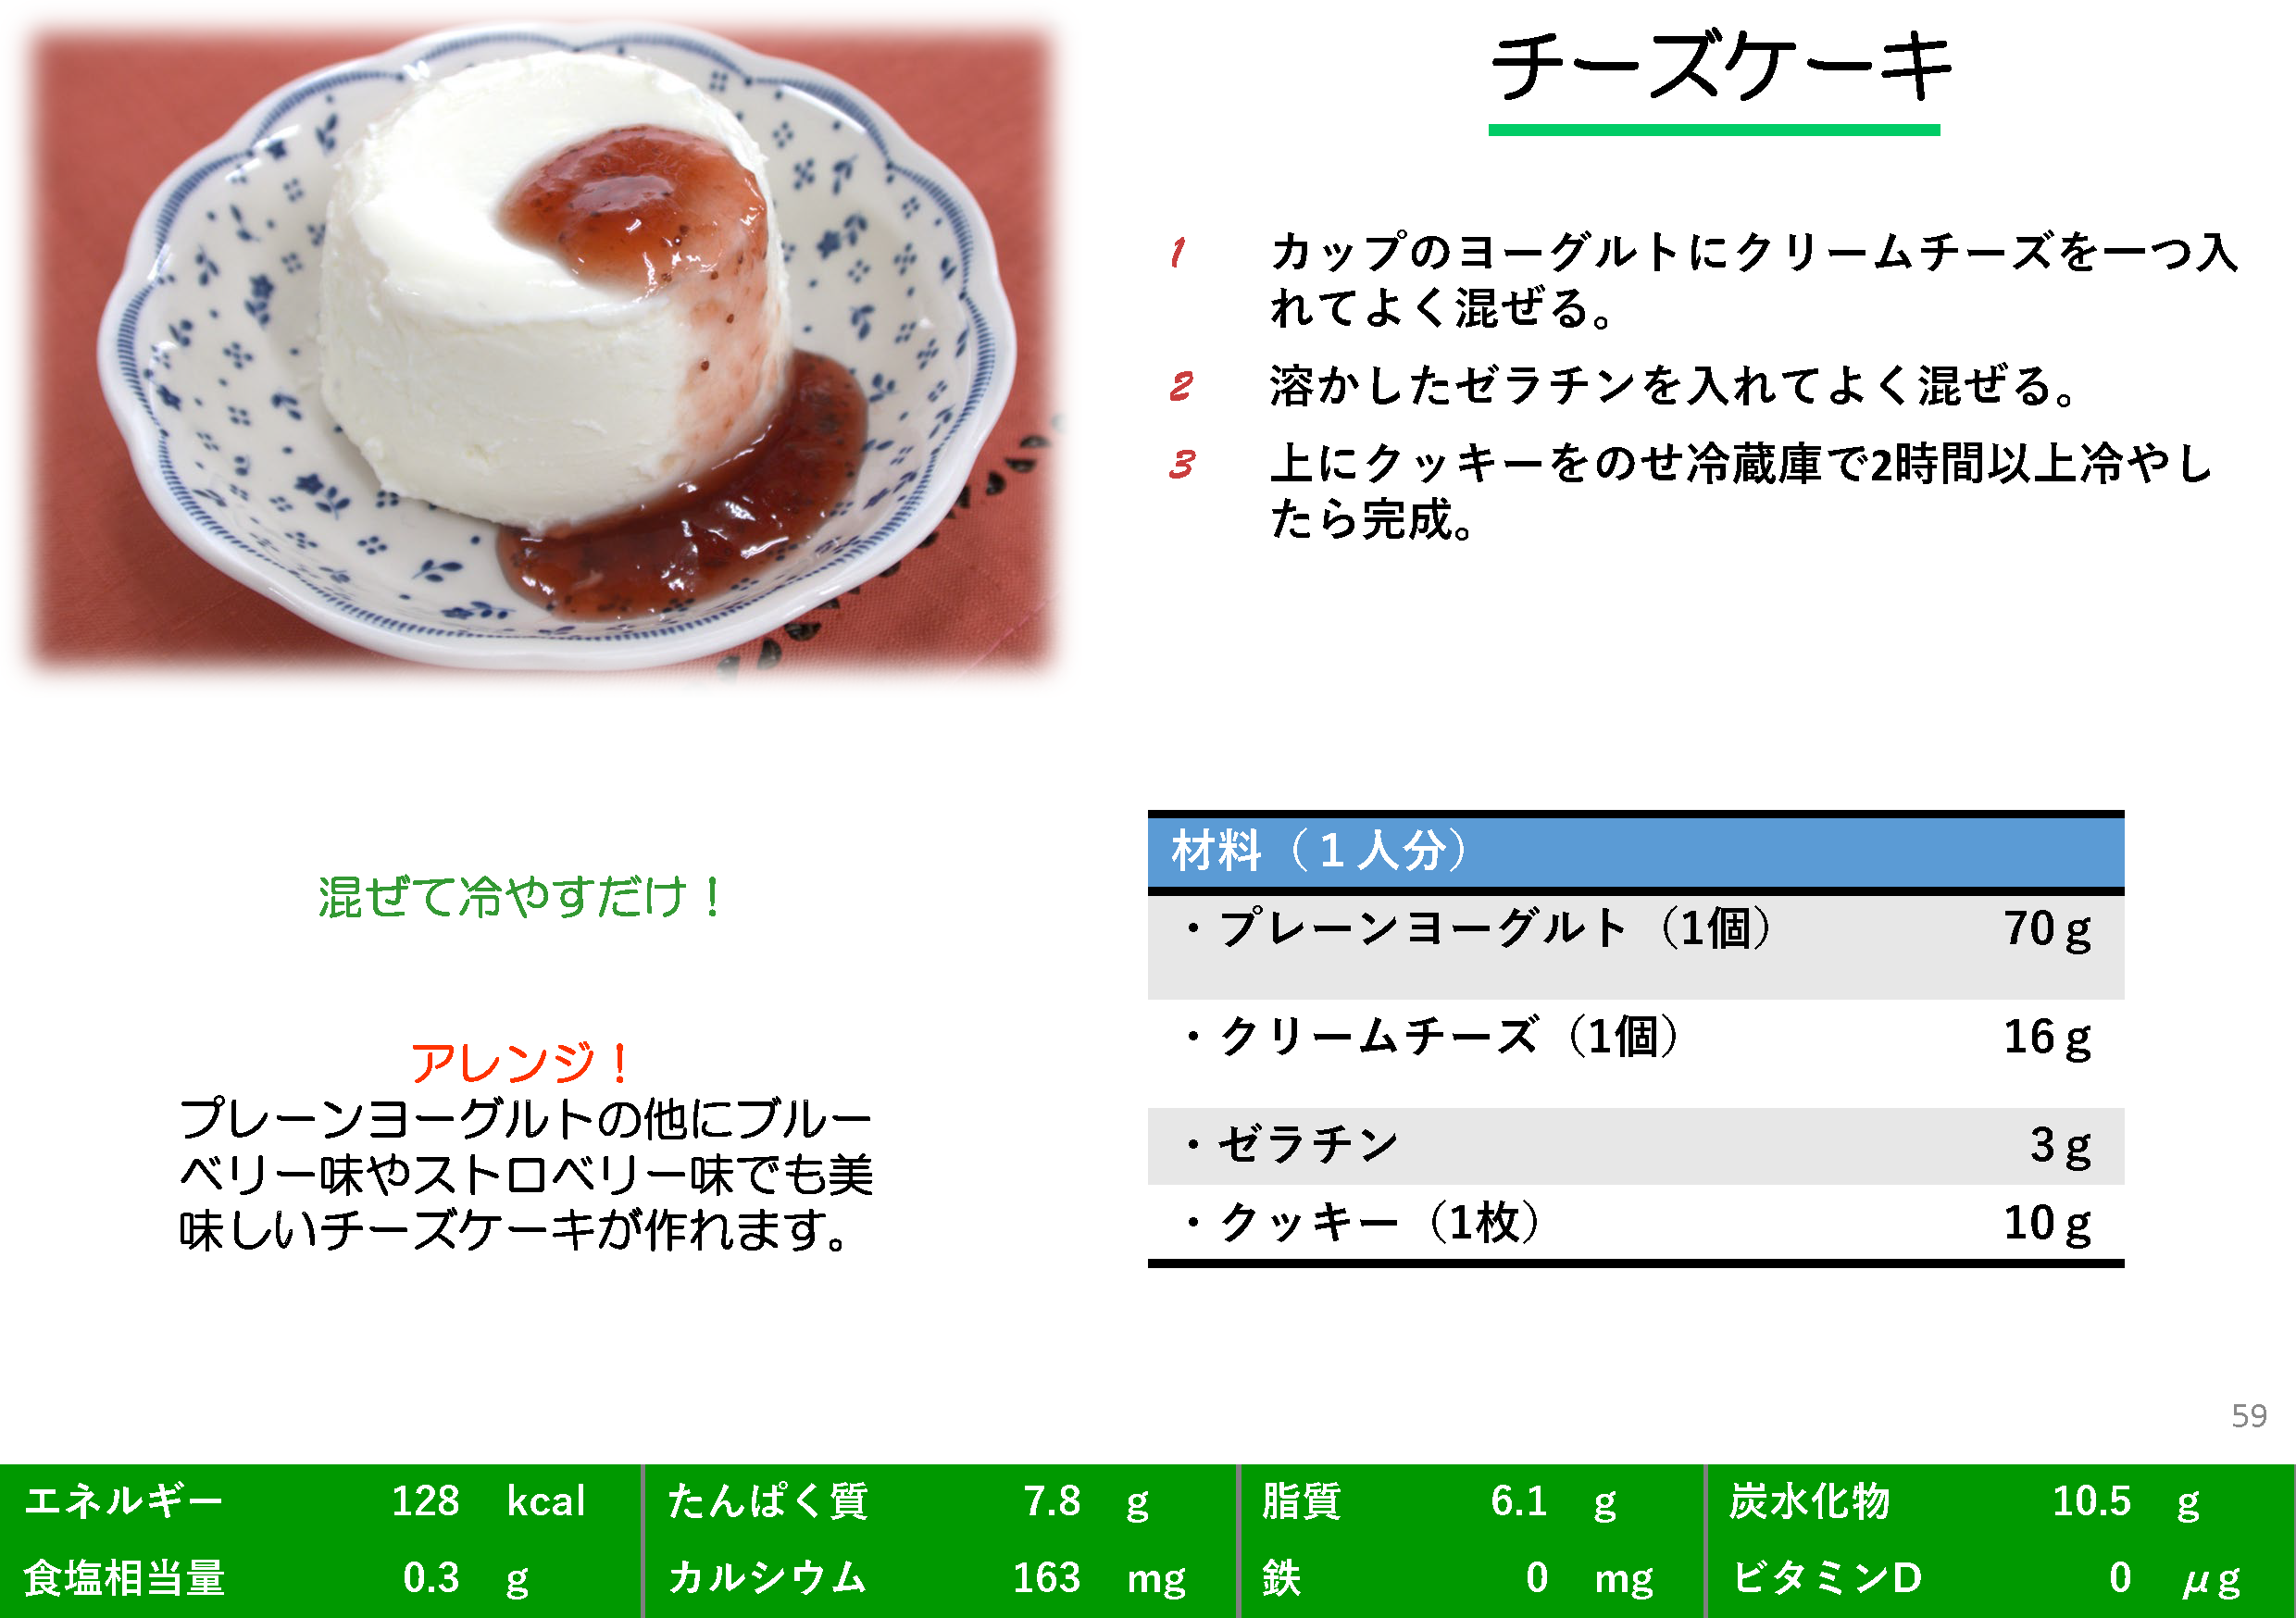 チーズケーキ
1 カップのヨーグルトにクリームチーズを一つ入
れてよく混ぜる。
2 溶かしたゼラチンを入れてよく混ぜる。
3 上にクッキーをのせ冷蔵庫で2時間以上冷やし
たら完成。
混ぜて冷やすだけ！
アレンジ！
プレーンヨーグルトの他にブルー
ベリー味やストロベリー味でも美
味しいチーズケーキが作れます。
材料（１人分）
・プレーンヨーグルト（1個） 70 g
・クリームチーズ（1個） 16 g
・ゼラチン 3 g
・クッキー（1枚） 10 g
59
エネルギー 128 kcal たんぱく質 7.8 g 脂質 6.1 g 炭水化物 10.5 g
食塩相当量 0.3 g カルシウム 163 mg 鉄 0 mg ビタミンD 0 μg